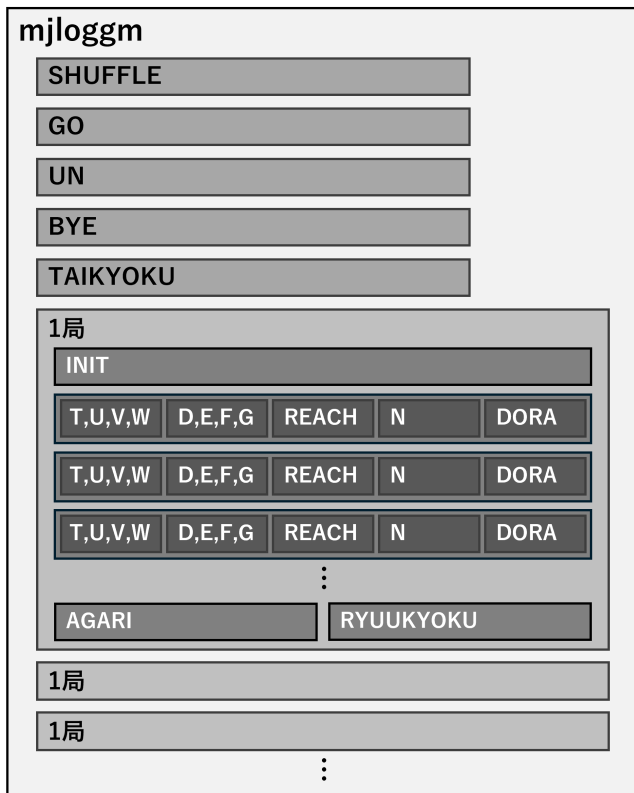 mjloggm
SHUFFLE
GO
UN
BYE
TAIKYOKU
1局
INIT
T,U,V,W D,E,F,G REACH N DORA
T,U,V,W D,E,F,G REACH N DORA
T,U,V,W D,E,F,G REACH N DORA
⋮
AGARI RYUUKYOKU
1局
1局
⋮